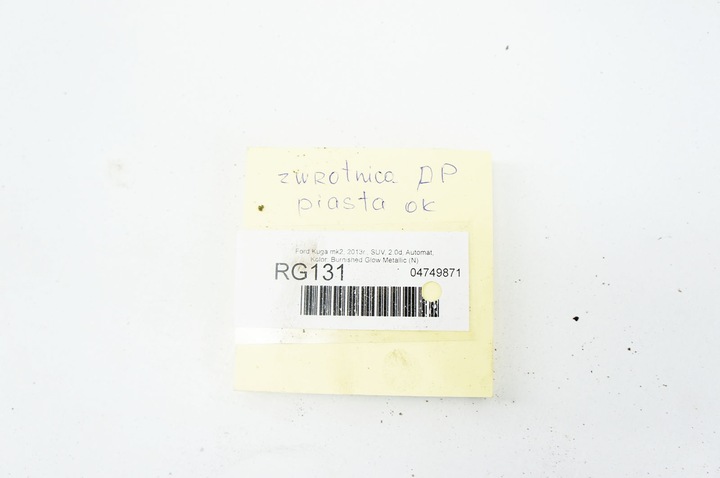 zwrotnica DP
piasta ok
Ford Kuga mk2, 2013r., SUV, 2.0d, Automat,
Kolor: Burnished Glow Metallic (N)
RG131 04749871